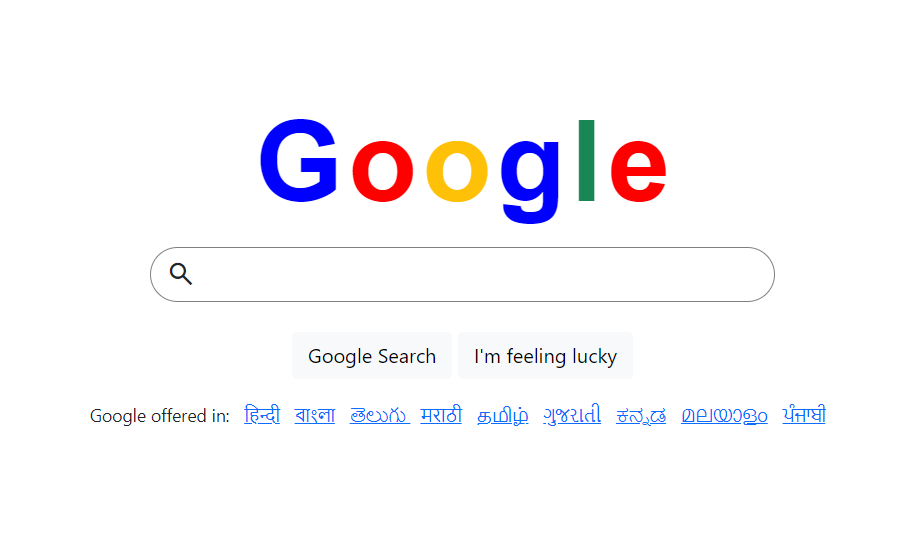 Google
Google Search I'm feeling lucky
Google offered in: हिन्दी বাংলা తెలుగు मराठी தமிழ் ગુજરાતી ಕನ್ನಡ മലയാളം ਪੰਜਾਬੀ